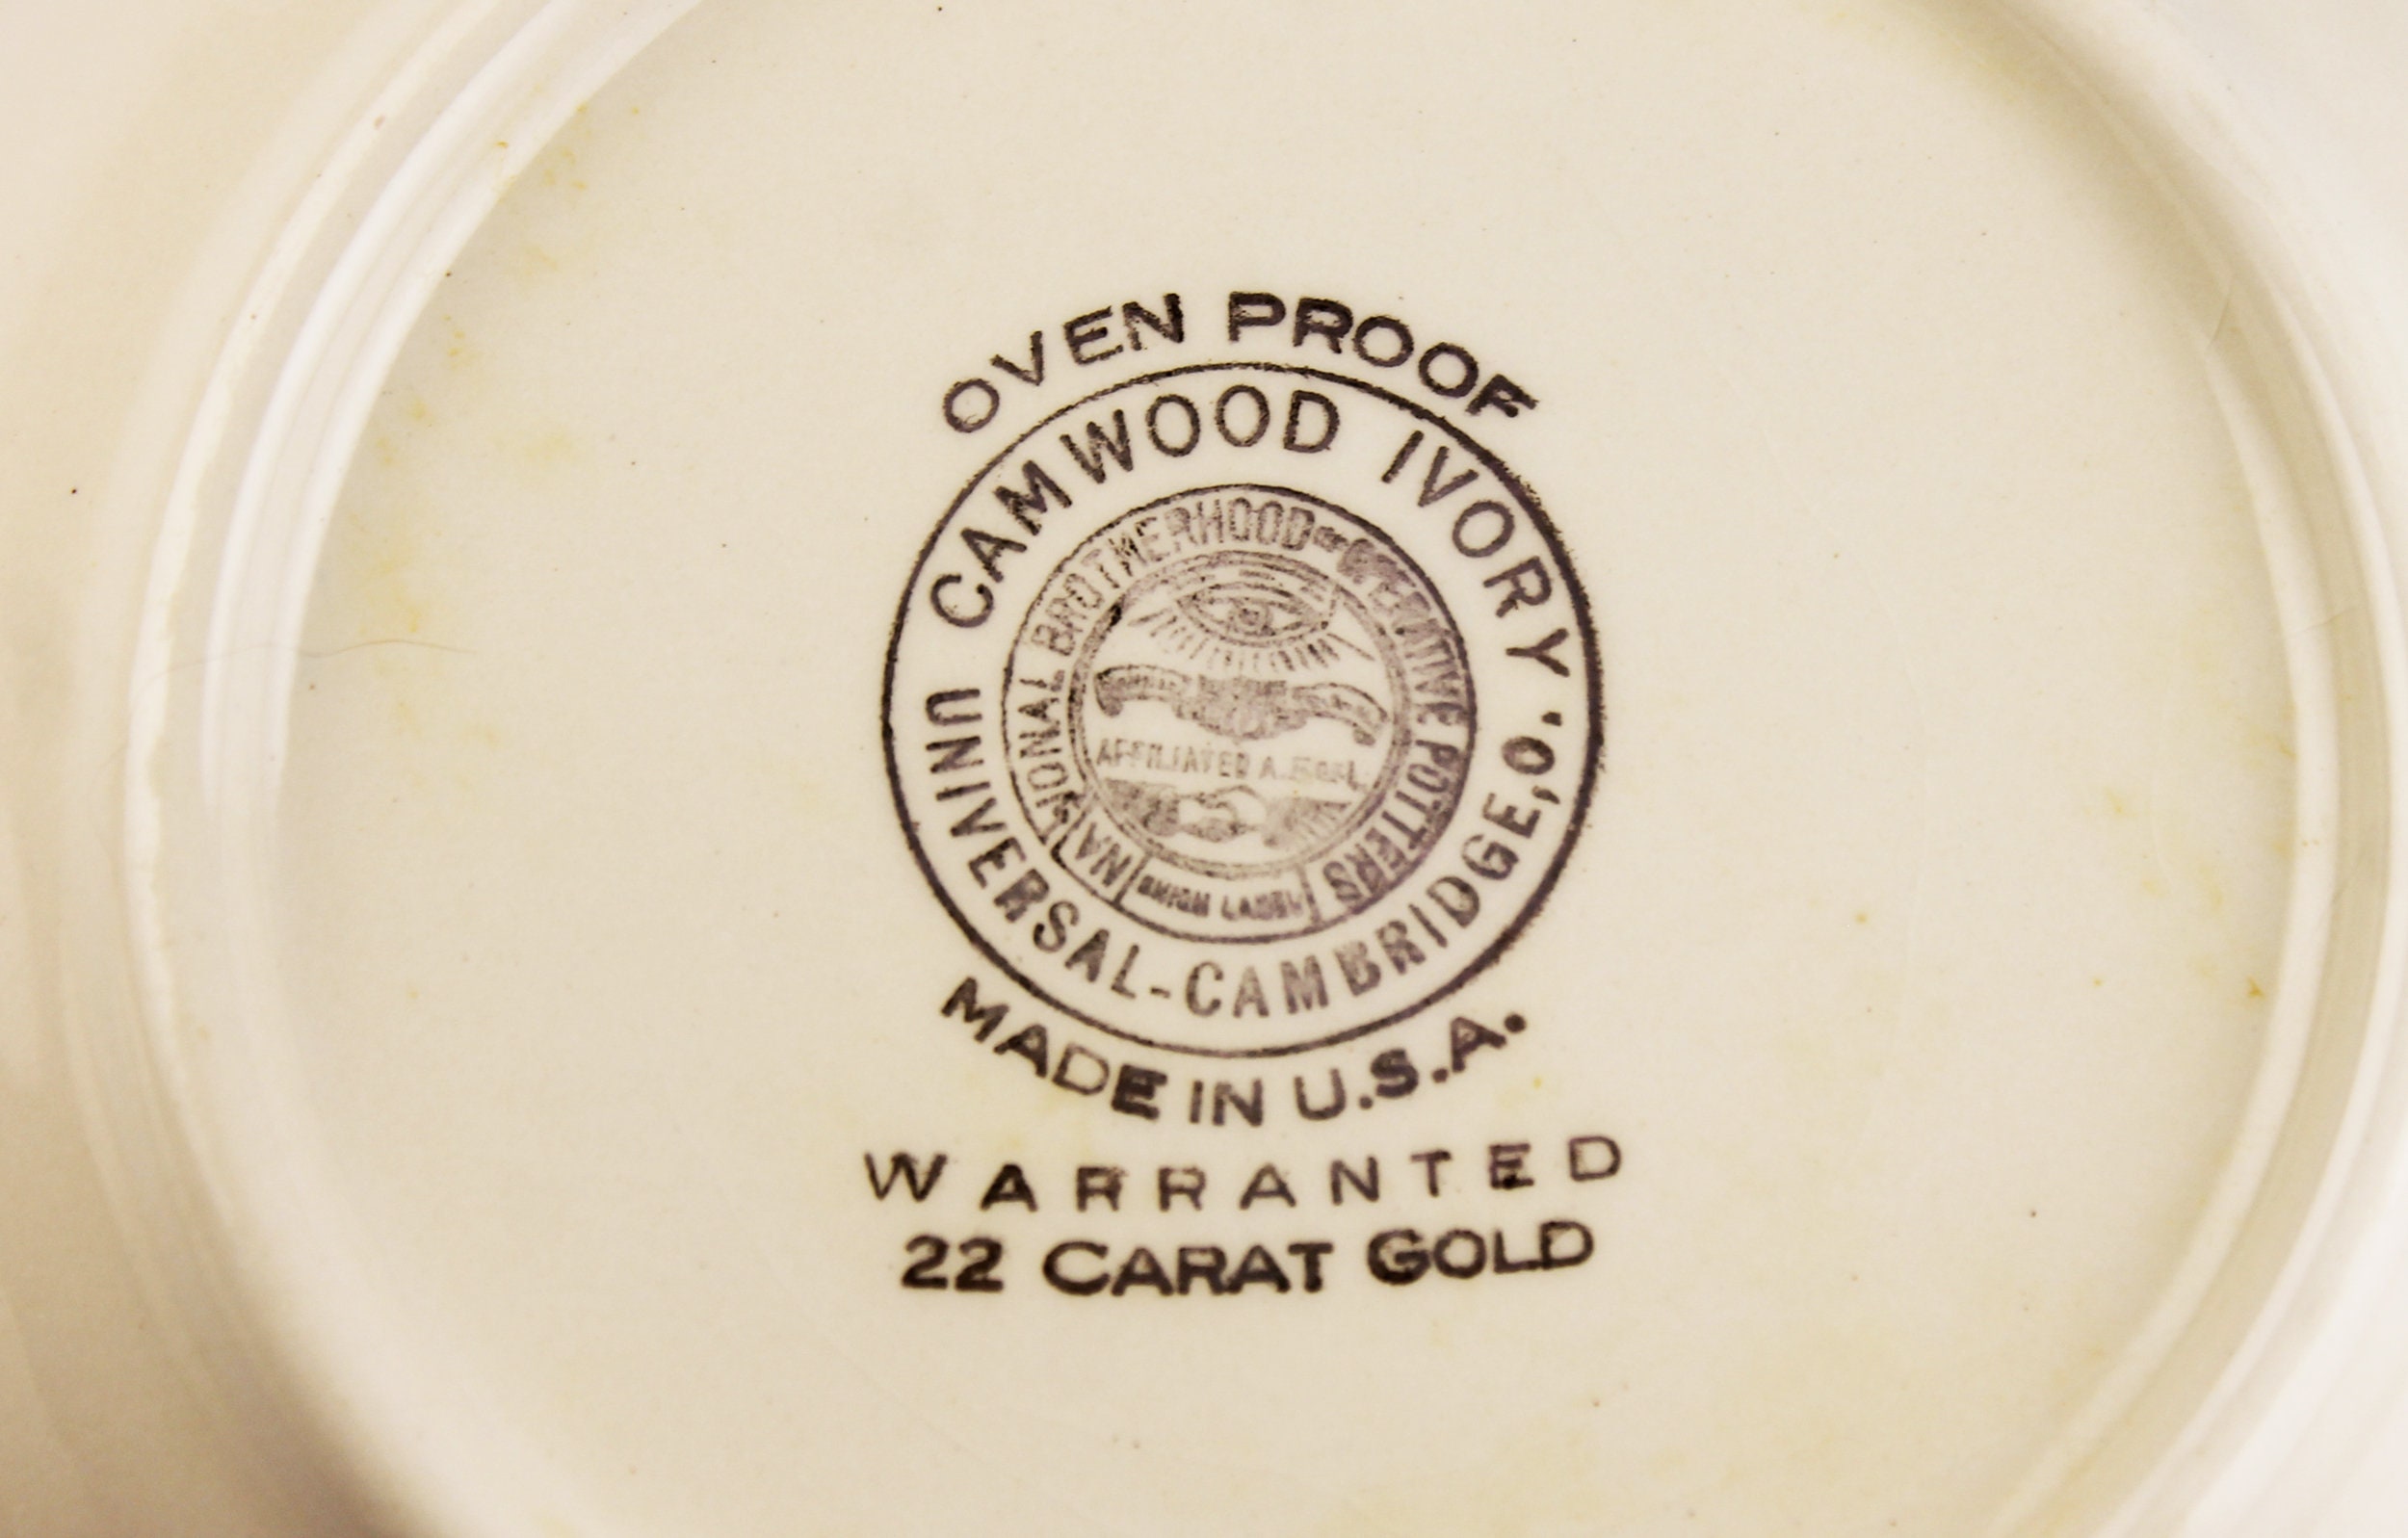 OVEN PROOF
CAMWOOD IVORY.
UNIVERSAL-CAMBRIDGE, O.
NATIONAL BROTHERHOOD OF OPERATIVE POTTERS
AFFILIATED A. F. OF L.
UNION LABEL
MADE IN U.S.A.
WARRANTED
22 CARAT GOLD